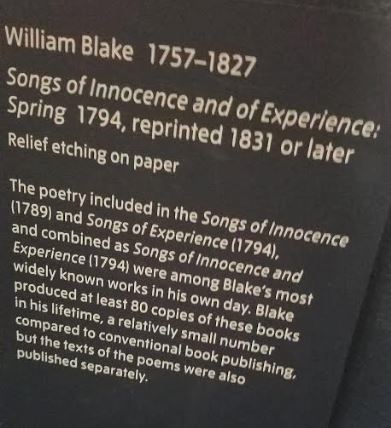 William Blake 1757–1827
Songs of Innocence and of Experience:
Spring 1794, reprinted 1831 or later
Relief etching on paper
The poetry included in the Songs of Innocence
(1789) and Songs of Experience (1794),
and combined as Songs of Innocence and
Experience (1794) were among Blake's most
widely known works in his own day. Blake
produced at least 80 copies of these books
in his lifetime, a relatively small number
compared to conventional book publishing,
but the texts of the poems were also
published separately.